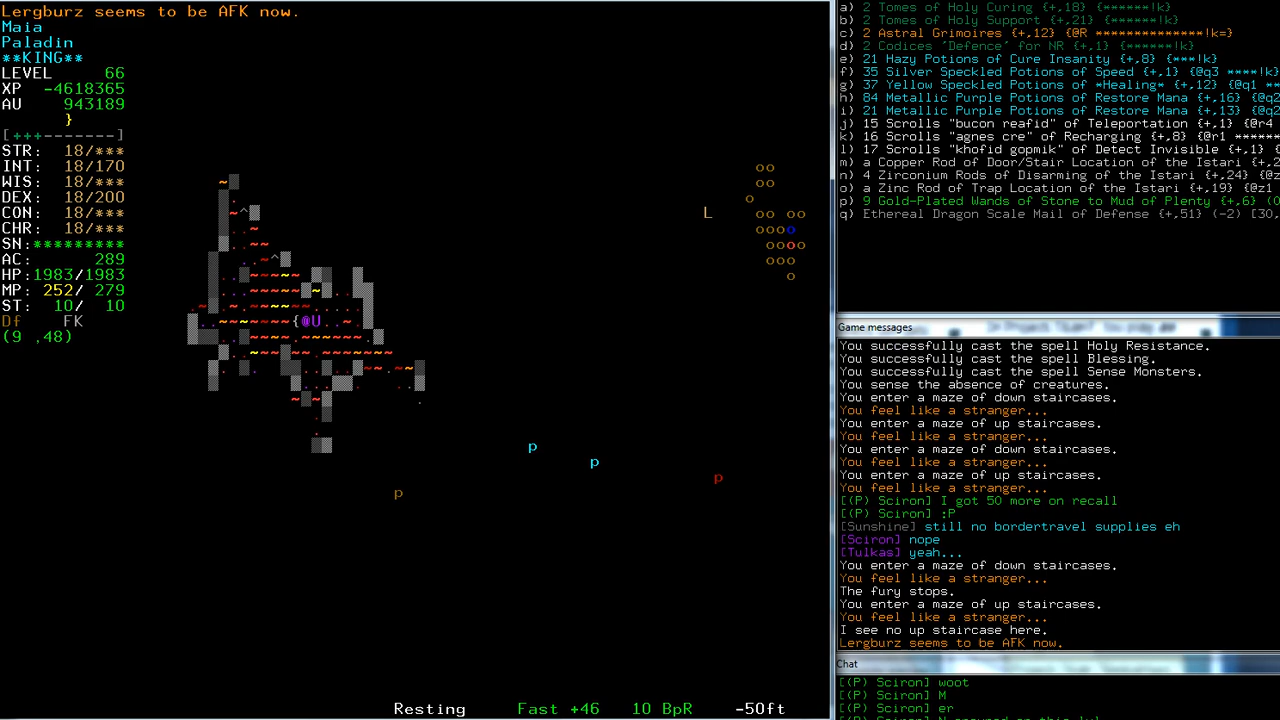 Lergburz seems to be AFK now.
Maia
Paladin
**KING**
LEVEL 66
XP -4618365
AU 943189
}
[+++-------]
STR: 18/***
INT: 18/170
WIS: 18/***
DEX: 18/200
CON: 18/***
CHR: 18/***
SN:*********
AC: 289
HP:1983/1983
MP: 252/ 279
ST: 10/ 10
Df FK
(9 ,48)
Resting Fast +46 10 BpR -50ft
a) 2 Tomes of Holy Curing {+,18} {******!k}
b) 2 Tomes of Holy Support {+,21} {******!k}
c) 2 Astral Grimoires {+,12} {@R **************!k=}
d) 2 Codices 'Defence' for NR {+,1} {******!k}
e) 21 Hazy Potions of Cure Insanity {+,8} {***!k}
f) 35 Silver Speckled Potions of Speed {+,1} {@q3 ****!k}
g) 37 Yellow Speckled Potions of *Healing* {+,12} {@q1 **
h) 84 Metallic Purple Potions of Restore Mana {+,16} {@q2
i) 21 Metallic Purple Potions of Restore Mana {+,13} {@q2
j) 15 Scrolls "bucon reafid" of Teleportation {+,1} {@r4
k) 16 Scrolls "agnes cre" of Recharging {+,8} {@r1 ******
l) 17 Scrolls "khofid gopmik" of Detect Invisible {+,1} {
m) a Copper Rod of Door/Stair Location of the Istari {+,2
n) 4 Zirconium Rods of Disarming of the Istari {+,24} {@z
o) a Zinc Rod of Trap Location of the Istari {+,19} {@z1
p) 9 Gold-Plated Wands of Stone to Mud of Plenty {+,6} (0
q) Ethereal Dragon Scale Mail of Defense {+,51} (-2) [30,
Game messages
You successfully cast the spell Holy Resistance.
You successfully cast the spell Blessing.
You successfully cast the spell Sense Monsters.
You sense the absence of creatures.
You enter a maze of down staircases.
You feel like a stranger...
You enter a maze of up staircases.
You feel like a stranger...
You enter a maze of down staircases.
You feel like a stranger...
You enter a maze of up staircases.
You feel like a stranger...
[(P) Sciron] I got 50 more on recall
[(P) Sciron] :P
[Sunshine] still no bordertravel supplies eh
[Sciron] nope
[Tulkas] yeah...
You enter a maze of down staircases.
You feel like a stranger...
The fury stops.
You enter a maze of up staircases.
You feel like a stranger...
I see no up staircase here.
Lergburz seems to be AFK now.
Chat
[(P) Sciron] woot
[(P) Sciron] M
[(P) Sciron] er